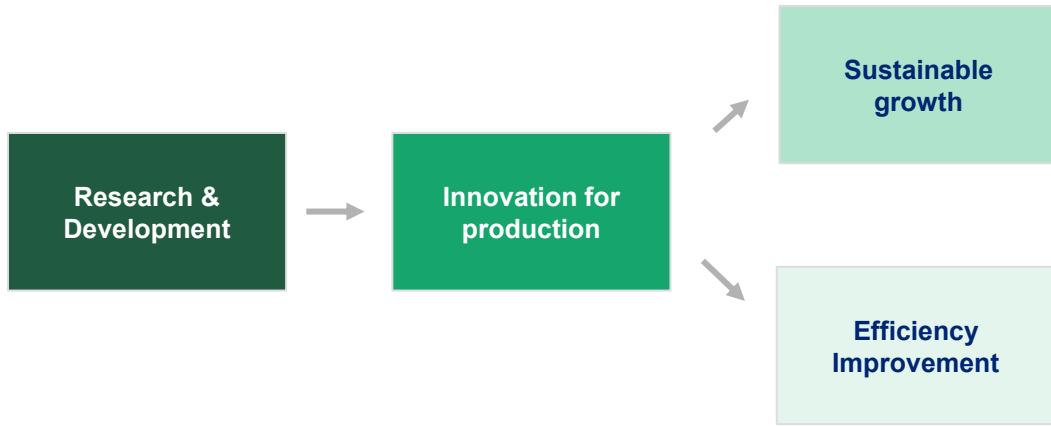 Research &
Development
Innovation for
production
Sustainable
growth
Efficiency
Improvement